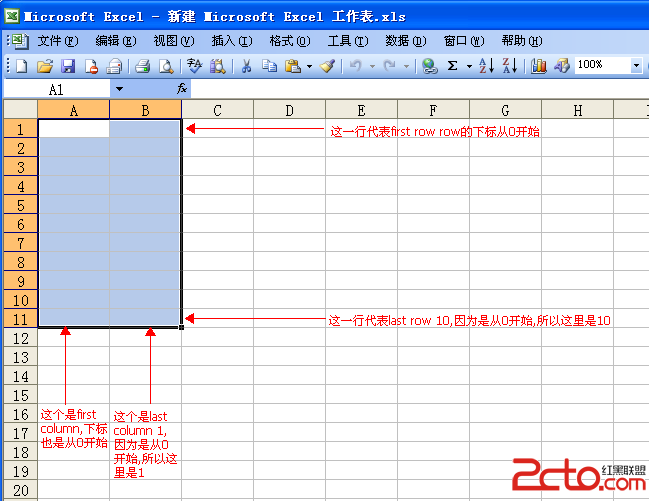 Microsoft Excel - 新建 Microsoft Excel 工作表.xls
文件(F) 编辑(E) 视图(V) 插入(I) 格式(O) 工具(T) 数据(D) 窗口(W) 帮助(H)
Σ 100%
A1 fx
A B C D E F G H I
1 这一行代表first row row的下标从0开始
2
3
4
5
6
7
8
9
10
11 这一行代表last row 10,因为是从0开始,所以这里是10
12
13
14
15
16
17
18
19
20
这个是first
column,下标
也是从0开始
这个是last
column 1,
因为是从0
开始,所以这
里是1
2cto.com
红黑联盟